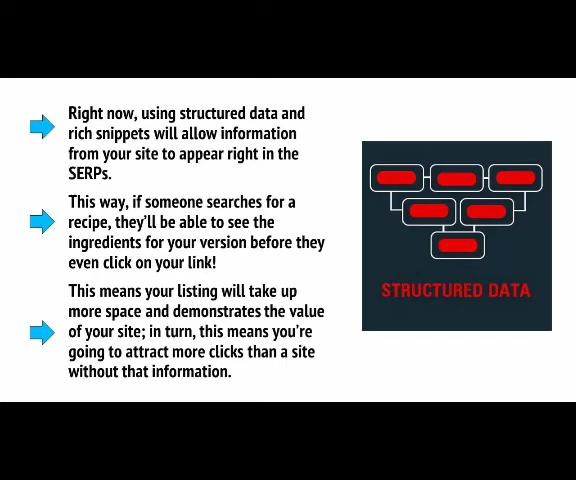 Right now, using structured data and
rich snippets will allow information
from your site to appear right in the
SERPs.
This way, if someone searches for a
recipe, they'll be able to see the
ingredients for your version before they
even click on your link!
This means your listing will take up
more space and demonstrates the value
of your site; in turn, this means you're
going to attract more clicks than a site
without that information.
STRUCTURED DATA